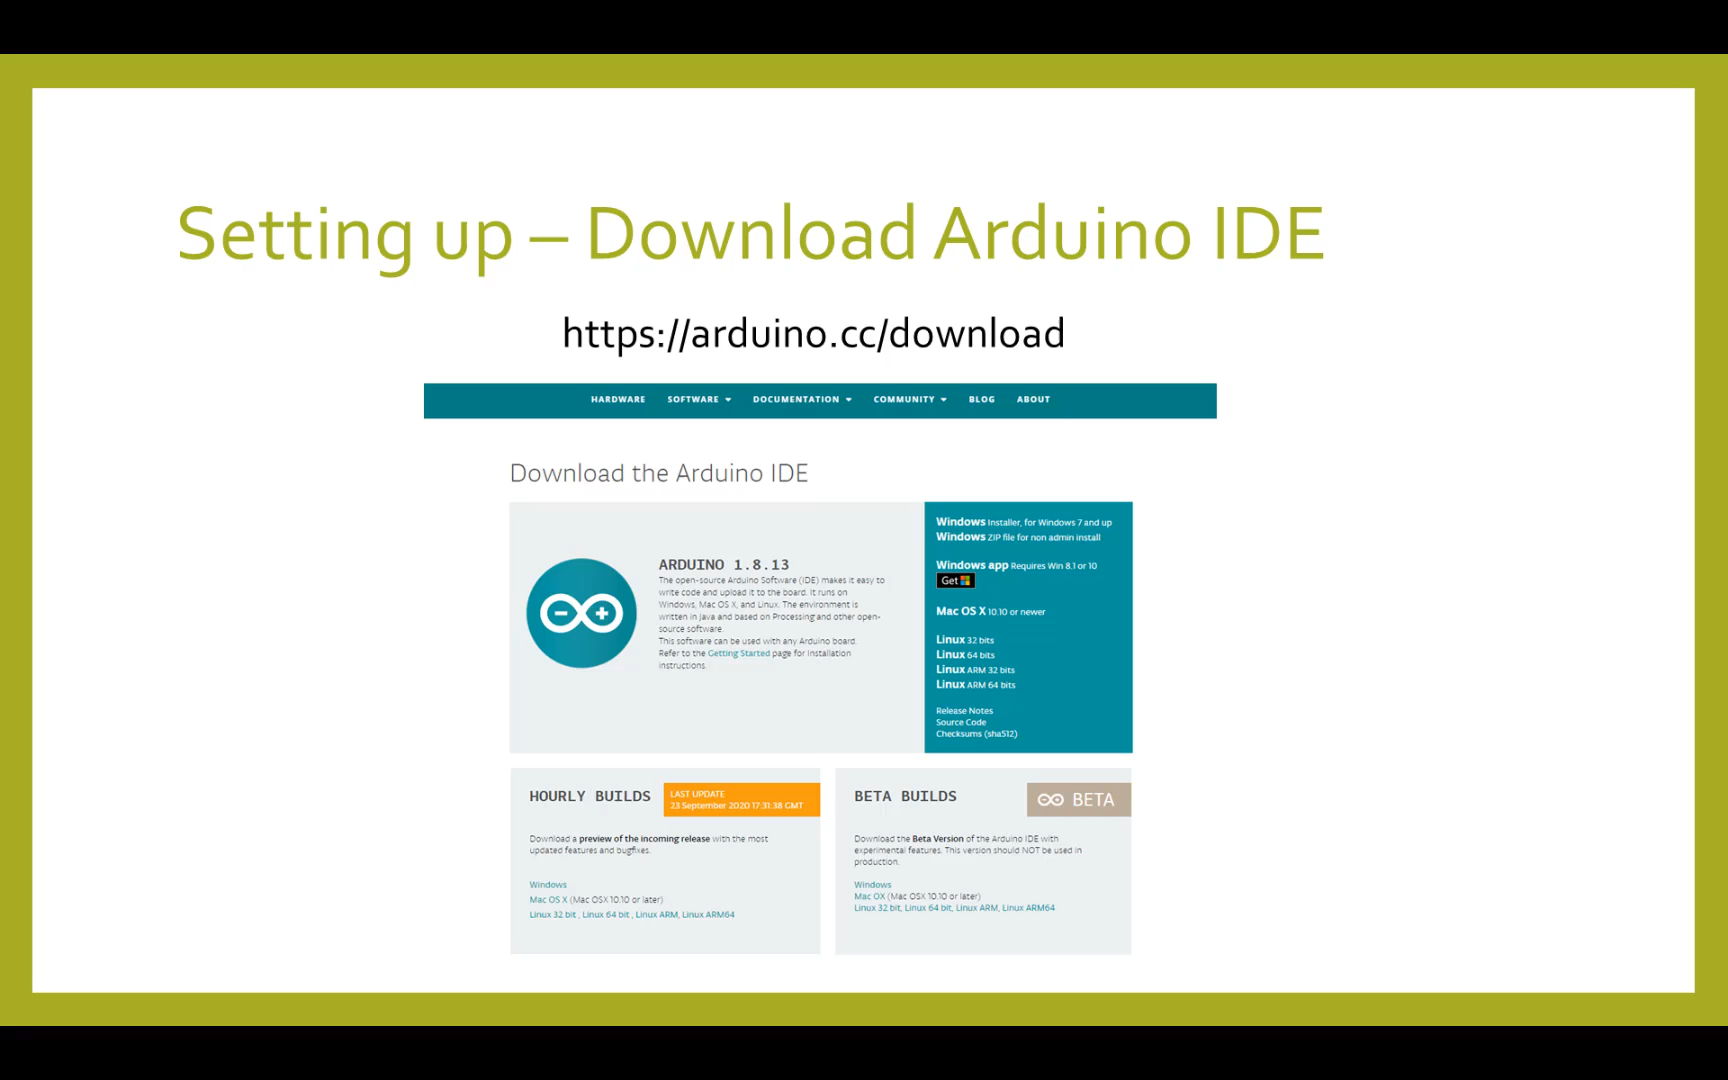 Setting up – Download Arduino IDE
https://arduino.cc/download
HARDWARE SOFTWARE DOCUMENTATION COMMUNITY BLOG ABOUT
Download the Arduino IDE
ARDUINO 1.8.13
The open-source Arduino Software (IDE) makes it easy to
write code and upload it to the board. It runs on
Windows, Mac OS X, and Linux. The environment is
written in Java and based on Processing and other open-
source software.
This software can be used with any Arduino board.
Refer to the Getting Started page for Installation
instructions.
Windows Installer, for Windows 7 and up
Windows ZIP file for non admin install
Windows app Requires Win 8.1 or 10
Get
Mac OS X 10.10 or newer
Linux 32 bits
Linux 64 bits
Linux ARM 32 bits
Linux ARM 64 bits
Release Notes
Source Code
Checksums (sha512)
HOURLY BUILDS
LAST UPDATE
23 September 2020 17:31:38 GMT
Download a preview of the incoming release with the most
updated features and bugfixes.
Windows
Mac OS X (Mac OSX 10.10 or later)
Linux 32 bit , Linux 64 bit , Linux ARM, Linux ARM64
BETA BUILDS
BETA
Download the Beta Version of the Arduino IDE with
experimental features. This version should NOT be used in
production.
Windows
Mac OX (Mac OSX 10.10 or later)
Linux 32 bit, Linux 64 bit, Linux ARM, Linux ARM64